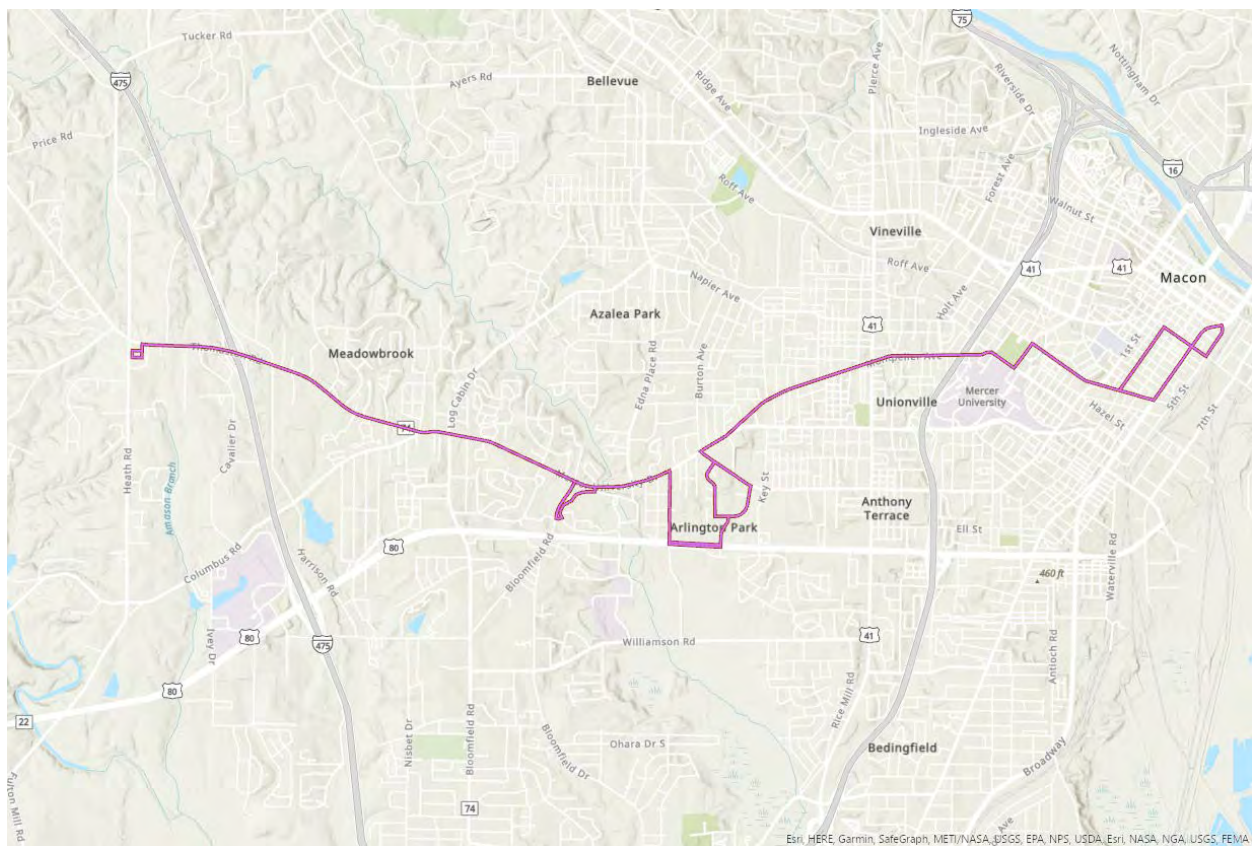 75
Tucker Rd
475
Ayers Rd
Bellevue
Ridge Ave
Pierce Ave
Riverside Dr
Nottingham Dr
Price Rd
Ingleside Ave
Forest Ave
16
Roff Ave
Walnut St
Vineville
Roff Ave
41
41
Macon
Napier Ave
Holt Ave
Azalea Park
41
Meadowbrook
Edna Place Rd
Burton Ave
1st St
Log Cabin Dr
Mercer
University
Unionville
Hazel St
5th St
7th St
74
Cavalier Dr
Heath Rd
Amason Branch
Key St
Anthony
Terrace
Arlington Park
Ell St
80
Columbus Rd
Harrison Rd
Bloomfield Rd
460 ft
Waterville Rd
Ivey Dr
80
475
Williamson Rd
41
Antioch Rd
80
22
Rice Mill Rd
Nisbet Dr
Bloomfield Rd
Bloomfield Dr
Ohara Dr S
Bedingfield
Broadway
Fulton Mill Rd
74
Ave
Esri, HERE, Garmin, SafeGraph, METI/NASA, USGS, EPA, NPS, USDA, Esri, NASA, NGA, USGS, FEMA